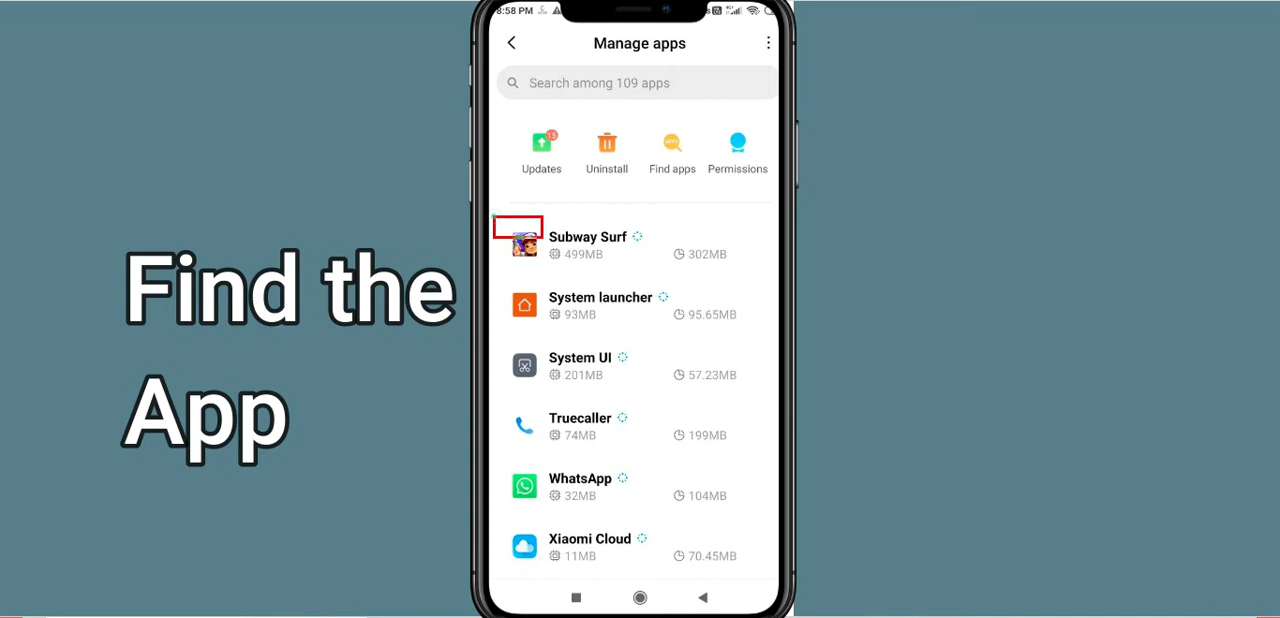 8:58 PM
Manage apps
Search among 109 apps
15
Updates
Uninstall
Find apps
Permissions
Find the
App
Subway Surf
499MB
302MB
System launcher
93MB
95.65MB
System UI
201MB
57.23MB
Truecaller
74MB
199MB
WhatsApp
32MB
104MB
Xiaomi Cloud
11MB
70.45MB